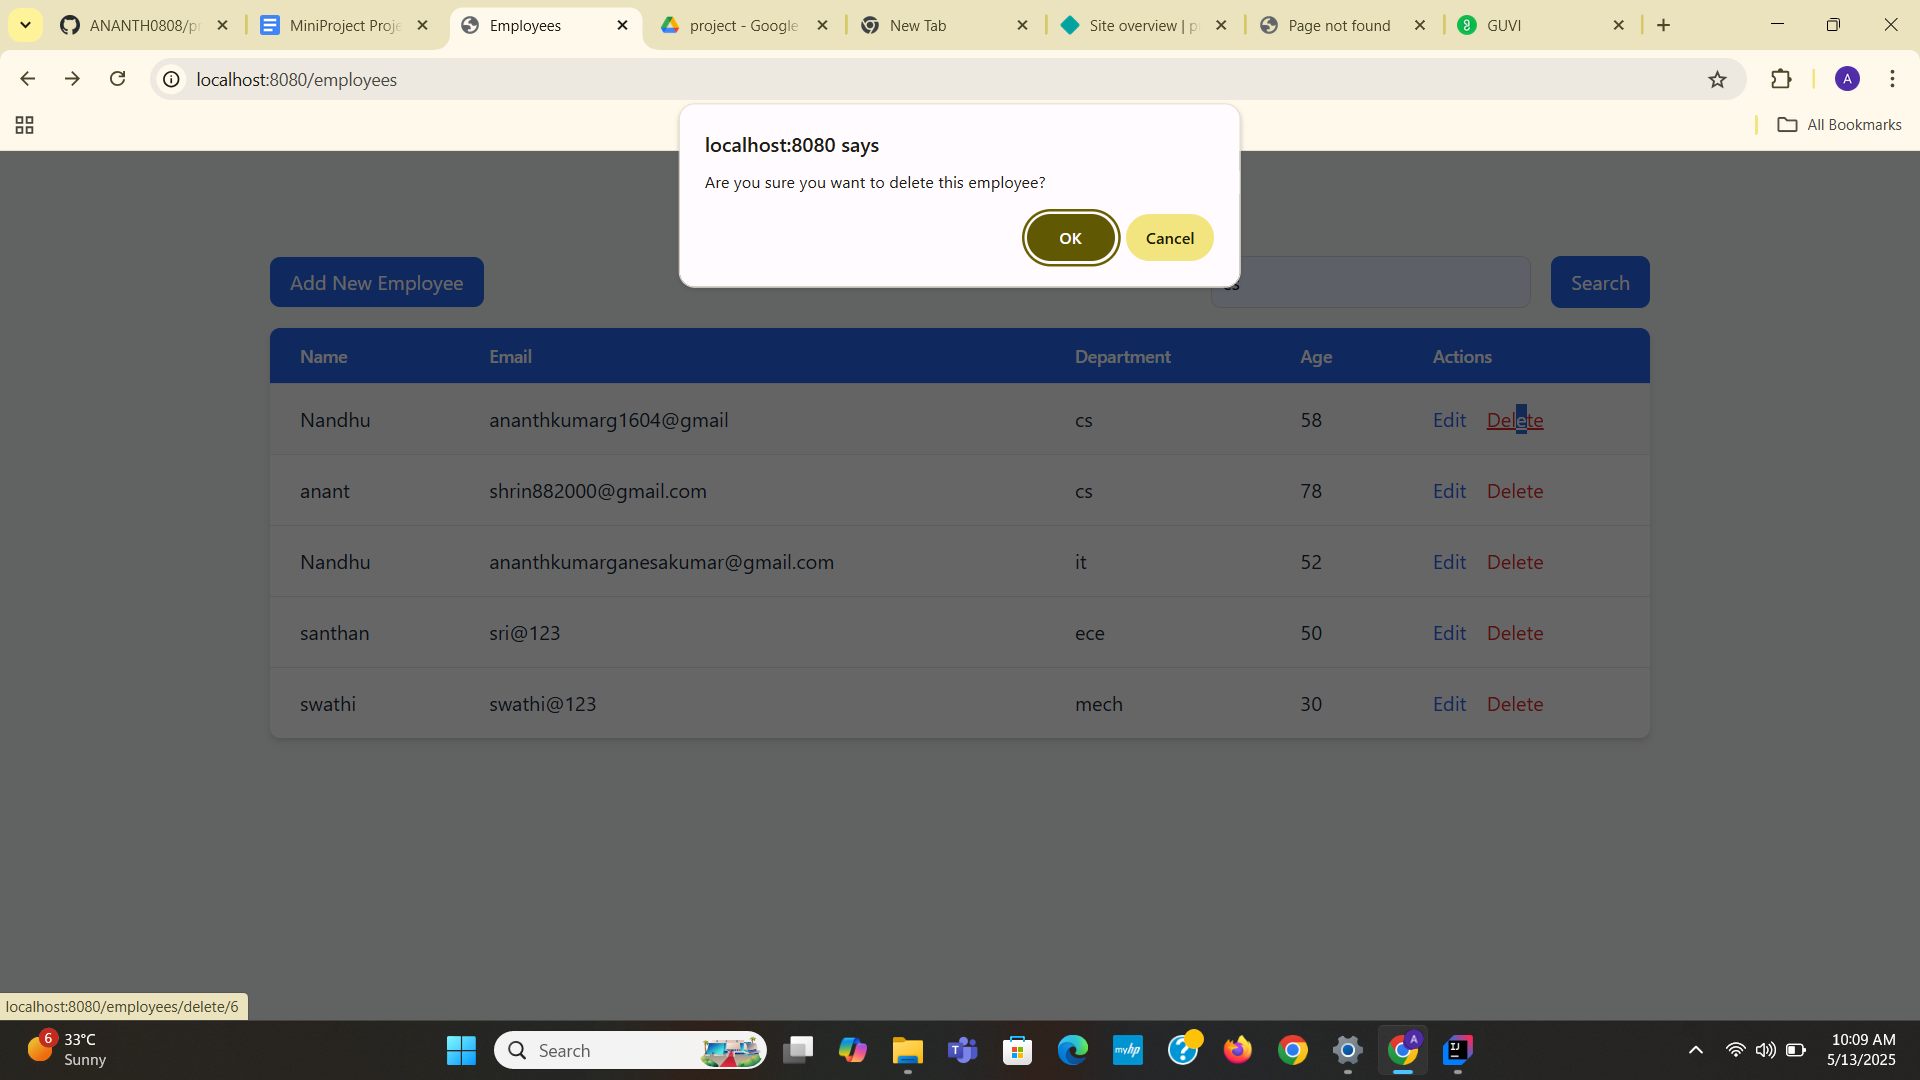 ANANTH0808/pr
MiniProject Proje
Employees
project - Google
New Tab
Site overview | p
Page not found
GUVI
localhost:8080/employees
A
All Bookmarks
localhost:8080 says
Are you sure you want to delete this employee?
OK
Cancel
Add New Employee
cs
Search
Name Email Department Age Actions
Nandhu ananthkumarg1604@gmail cs 58 Edit Delete
anant shrin882000@gmail.com cs 78 Edit Delete
Nandhu ananthkumarganesakumar@gmail.com it 52 Edit Delete
santhan sri@123 ece 50 Edit Delete
swathi swathi@123 mech 30 Edit Delete
localhost:8080/employees/delete/6
6
33°C
Sunny
Search
myhp
A
10:09 AM
5/13/2025